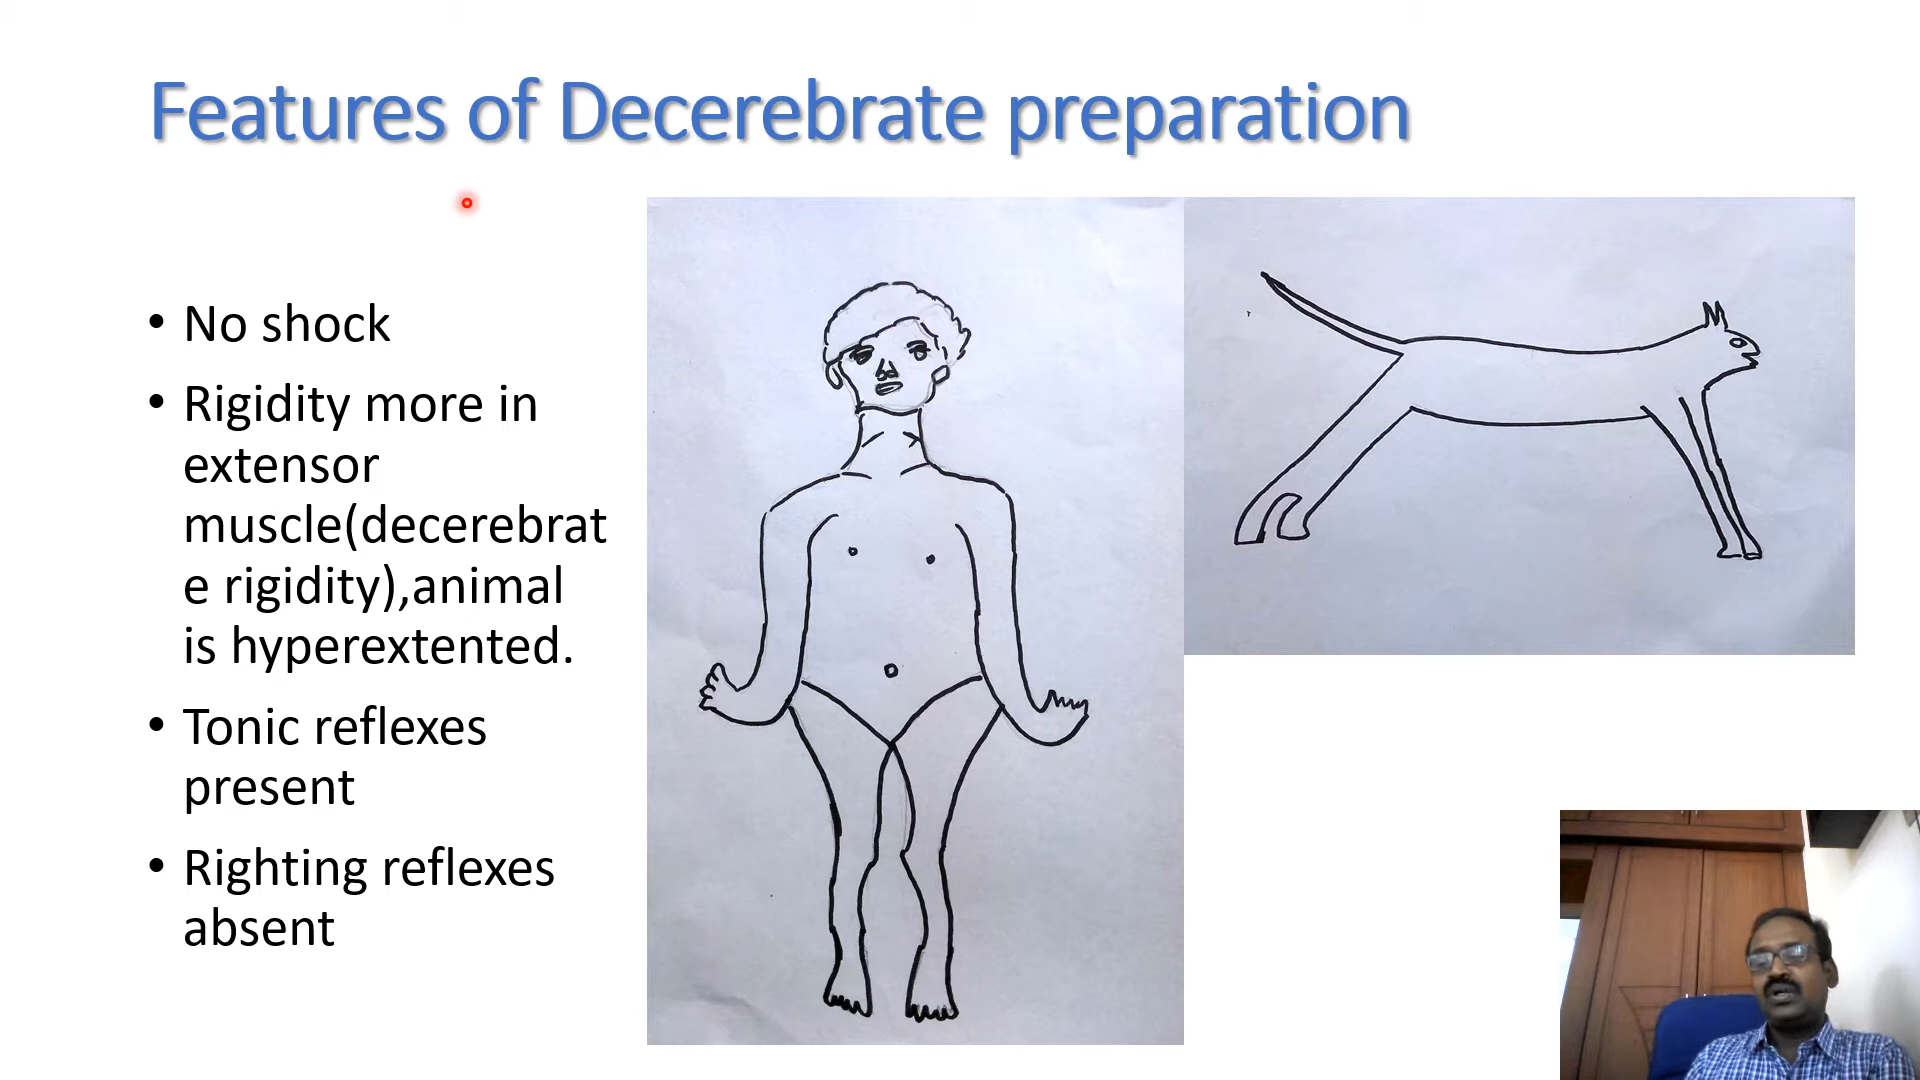 Features of Decerebrate preparation
• No shock
• Rigidity more in
extensor
muscle(decerebrat
e rigidity),animal
is hyperextented.
• Tonic reflexes
present
• Righting reflexes
absent